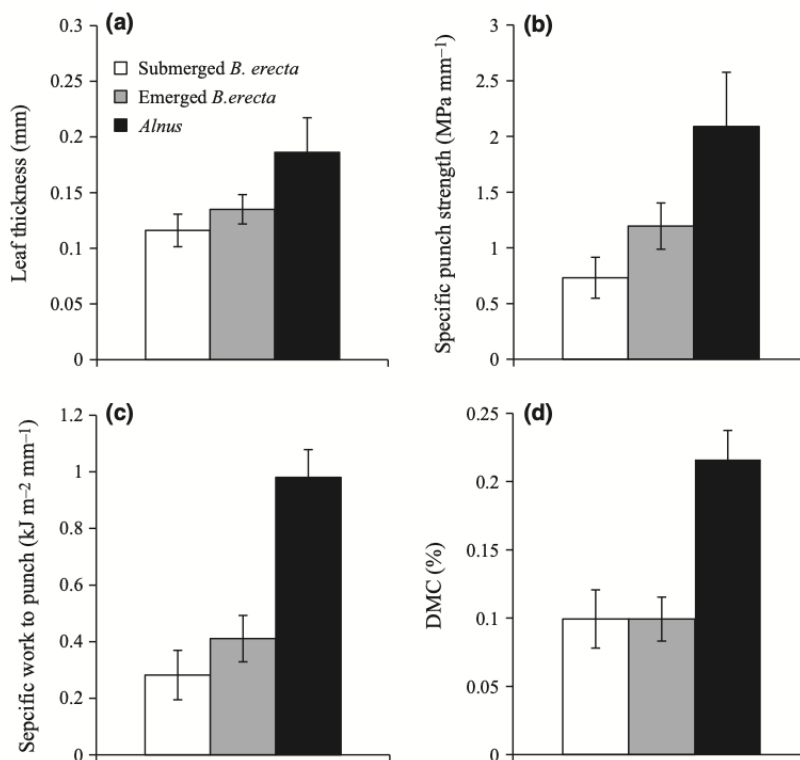 (a)
Leaf thickness (mm)
0.3
0.25
0.2
0.15
0.1
0.05
0
Submerged B. erecta
Emerged B.erecta
Alnus
(b)
Specific punch strength (MPa mm⁻¹)
3
2.5
2
1.5
1
0.5
0
(c)
Sepcific work to punch (kJ m⁻² mm⁻¹)
1.2
1
0.8
0.6
0.4
0.2
0
(d)
DMC (%)
0.25
0.2
0.15
0.1
0.05
0